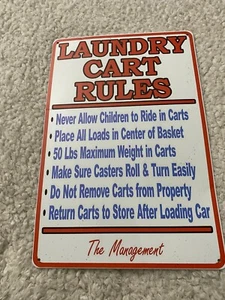 LAUNDRY
CART
RULES
• Never Allow Children to Ride in Carts
• Place All Loads in Center of Basket
• 50 Lbs Maximum Weight in Carts
• Make Sure Casters Roll & Turn Easily
• Do Not Remove Carts from Property
• Return Carts to Store After Loading Car
The Management